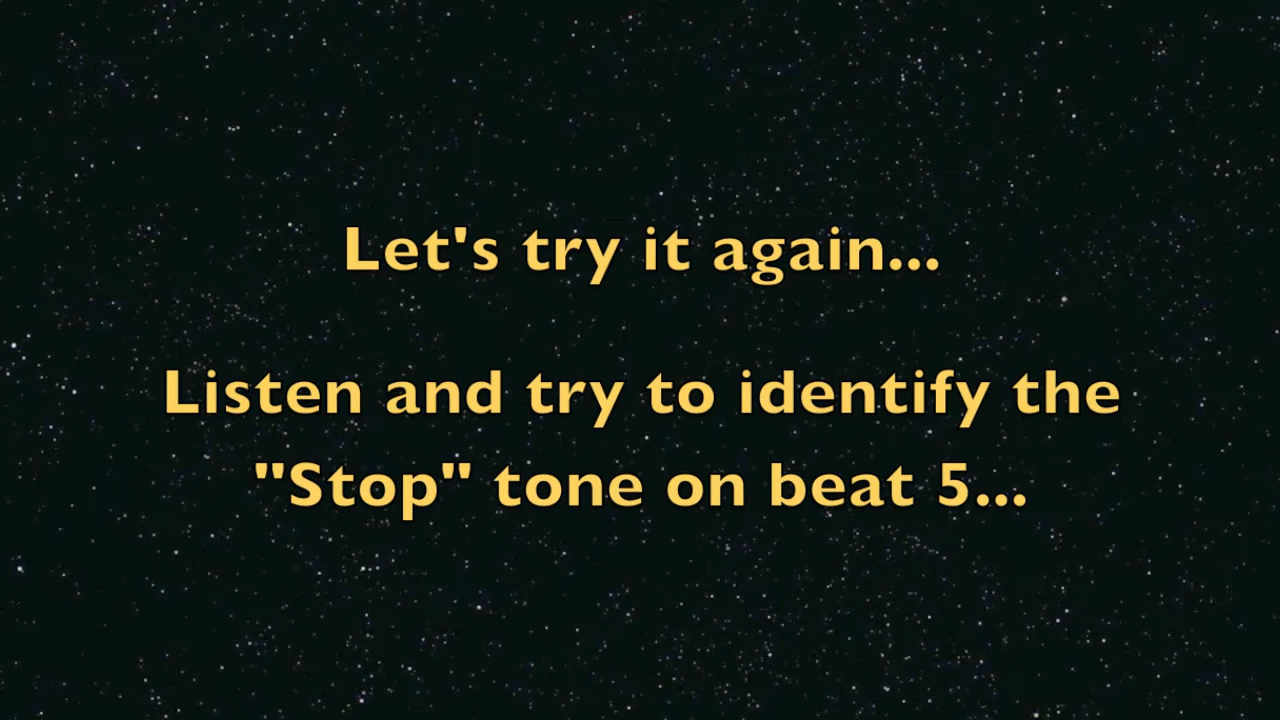 Let's try it again...
Listen and try to identify the
"Stop" tone on beat 5...